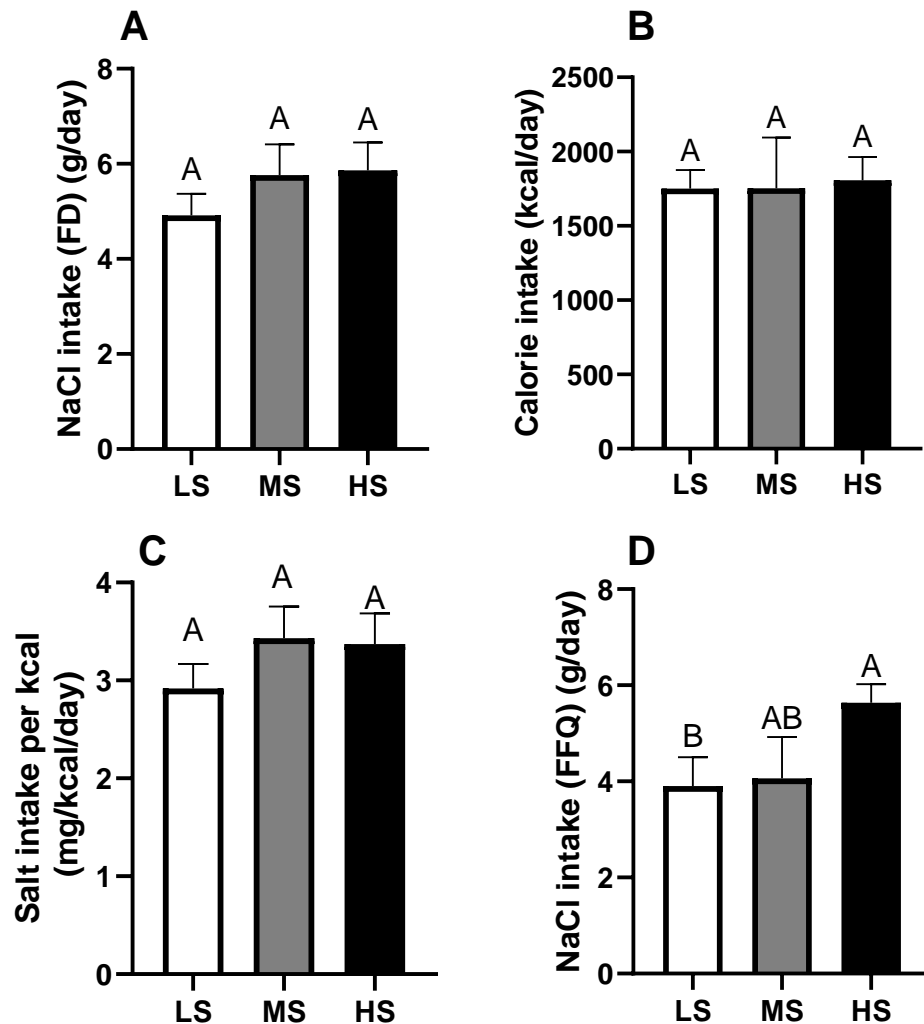 A
NaCl intake (FD) (g/day)
8
6
4
2
0
A
A
A
LS MS HS
B
Calorie intake (kcal/day)
2500
2000
1500
1000
500
0
A
A
A
LS MS HS
C
Salt intake per kcal
(mg/kcal/day)
4
3
2
1
0
A
A
A
LS MS HS
D
NaCl intake (FFQ) (g/day)
8
6
4
2
0
B
AB
A
LS MS HS